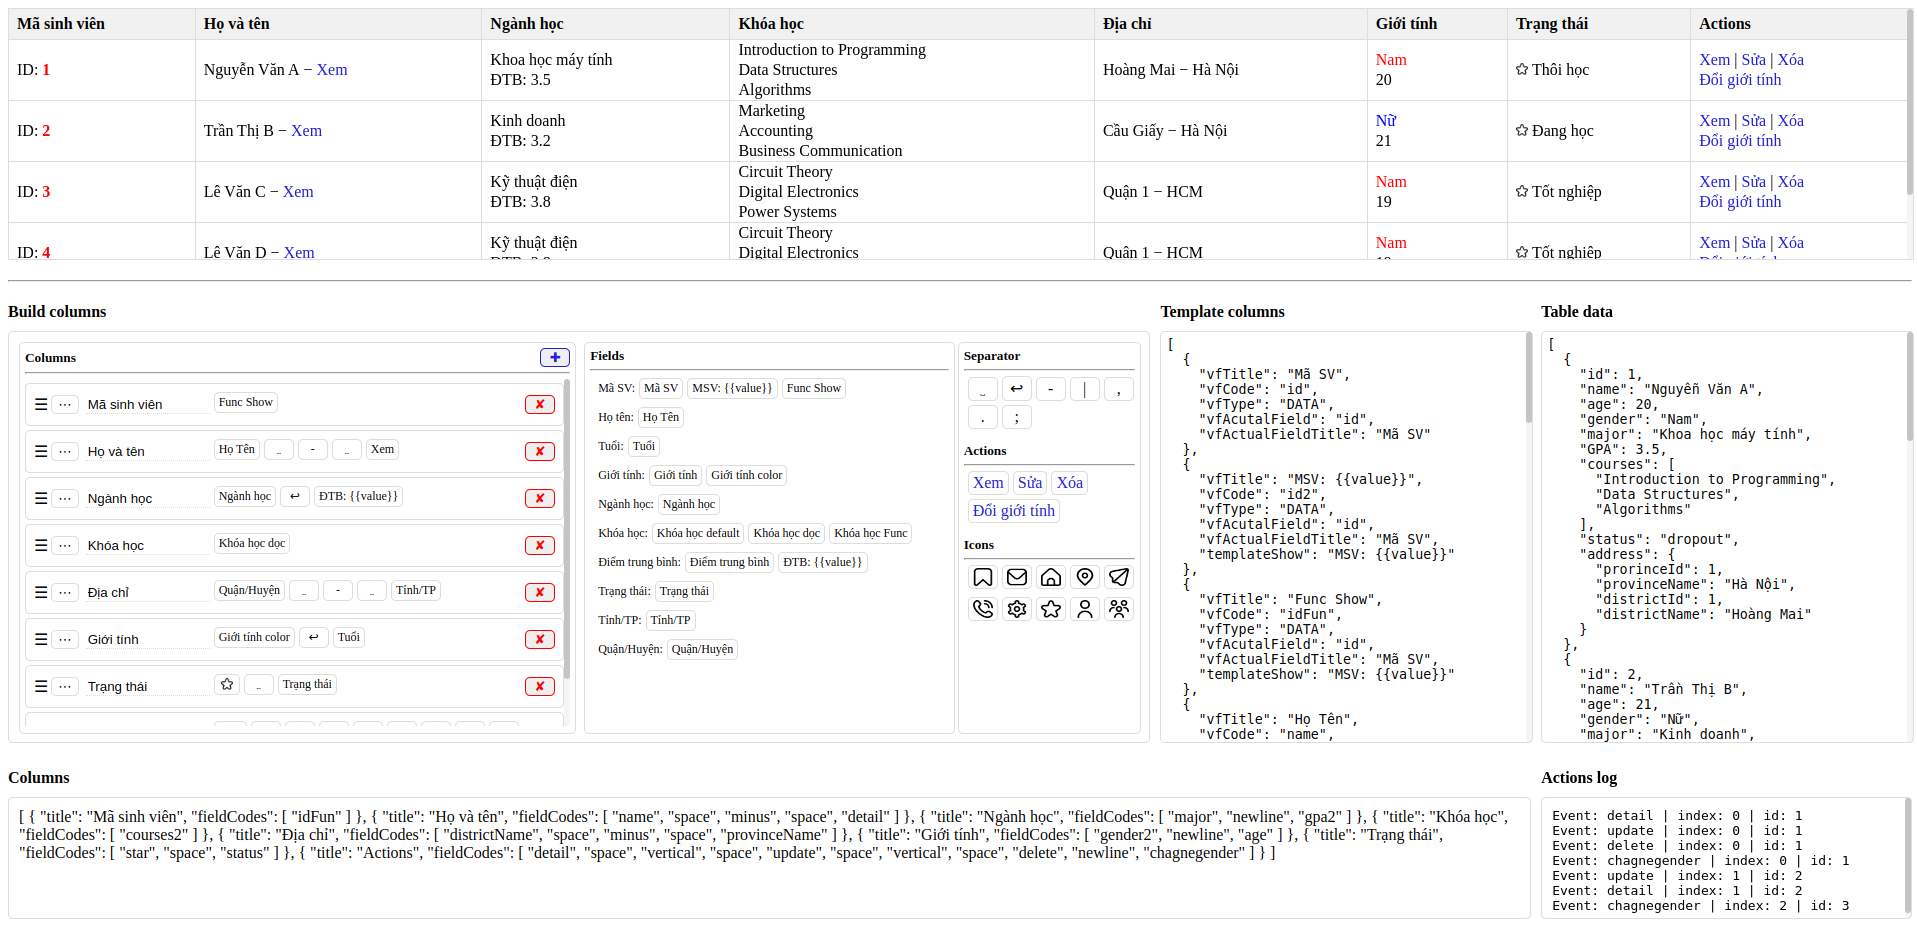 Mã sinh viên Họ và tên Ngành học Khóa học Địa chỉ Giới tính Trạng thái Actions
ID: 1 Nguyễn Văn A − Xem Khoa học máy tính
ĐTB: 3.5 Introduction to Programming
Data Structures
Algorithms Hoàng Mai − Hà Nội Nam
20 Thôi học Xem | Sửa | Xóa
Đổi giới tính
ID: 2 Trần Thị B − Xem Kinh doanh
ĐTB: 3.2 Marketing
Accounting
Business Communication Cầu Giấy − Hà Nội Nữ
21 Đang học Xem | Sửa | Xóa
Đổi giới tính
ID: 3 Lê Văn C − Xem Kỹ thuật điện
ĐTB: 3.8 Circuit Theory
Digital Electronics
Power Systems Quận 1 − HCM Nam
19 Tốt nghiệp Xem | Sửa | Xóa
Đổi giới tính
ID: 4 Lê Văn D − Xem Kỹ thuật điện
Circuit Theory
Digital Electronics Quận 1 − HCM Nam
Tốt nghiệp Xem | Sửa | Xóa
Build columns
Columns
Mã sinh viên Func Show
Họ và tên Họ Tên - Xem
Ngành học Ngành học ↩ ĐTB: {{value}}
Khóa học Khóa học dọc
Địa chỉ Quận/Huyện - Tỉnh/TP
Giới tính Giới tính color ↩ Tuổi
Trạng thái Trạng thái
Fields
Mã SV: Mã SV MSV: {{value}} Func Show
Họ tên: Họ Tên
Tuổi: Tuổi
Giới tính: Giới tính Giới tính color
Ngành học: Ngành học
Khóa học: Khóa học default Khóa học dọc Khóa học Func
Điểm trung bình: Điểm trung bình ĐTB: {{value}}
Trạng thái: Trạng thái
Tỉnh/TP: Tỉnh/TP
Quận/Huyện: Quận/Huyện
Separator
↩ - | ,
. ;
Actions
Xem Sửa Xóa
Đổi giới tính
Icons
Template columns
[
{
"vfTitle": "Mã SV",
"vfCode": "id",
"vfType": "DATA",
"vfAcutalField": "id",
"vfActualFieldTitle": "Mã SV"
},
{
"vfTitle": "MSV: {{value}}",
"vfCode": "id2",
"vfType": "DATA",
"vfAcutalField": "id",
"vfActualFieldTitle": "Mã SV",
"templateShow": "MSV: {{value}}"
},
{
"vfTitle": "Func Show",
"vfCode": "idFun",
"vfType": "DATA",
"vfAcutalField": "id",
"vfActualFieldTitle": "Mã SV",
"templateShow": "MSV: {{value}}"
},
{
"vfTitle": "Họ Tên",
"vfCode": "name",
Table data
[
{
"id": 1,
"name": "Nguyễn Văn A",
"age": 20,
"gender": "Nam",
"major": "Khoa học máy tính",
"GPA": 3.5,
"courses": [
"Introduction to Programming",
"Data Structures",
"Algorithms"
],
"status": "dropout",
"address": {
"prorinceId": 1,
"provinceName": "Hà Nội",
"districtId": 1,
"districtName": "Hoàng Mai"
}
},
{
"id": 2,
"name": "Trần Thị B",
"age": 21,
"gender": "Nữ",
"major": "Kinh doanh",
Columns
[ { "title": "Mã sinh viên", "fieldCodes": [ "idFun" ] }, { "title": "Họ và tên", "fieldCodes": [ "name", "space", "minus", "space", "detail" ] }, { "title": "Ngành học", "fieldCodes": [ "major", "newline", "gpa2" ] }, { "title": "Khóa học",
"fieldCodes": [ "courses2" ] }, { "title": "Địa chỉ", "fieldCodes": [ "districtName", "space", "minus", "space", "provinceName" ] }, { "title": "Giới tính", "fieldCodes": [ "gender2", "newline", "age" ] }, { "title": "Trạng thái",
"fieldCodes": [ "star", "space", "status" ] }, { "title": "Actions", "fieldCodes": [ "detail", "space", "vertical", "space", "update", "space", "vertical", "space", "delete", "newline", "chagnegender" ] } ]
Actions log
Event: detail | index: 0 | id: 1
Event: update | index: 0 | id: 1
Event: delete | index: 0 | id: 1
Event: chagnegender | index: 0 | id: 1
Event: update | index: 1 | id: 2
Event: detail | index: 1 | id: 2
Event: chagnegender | index: 2 | id: 3